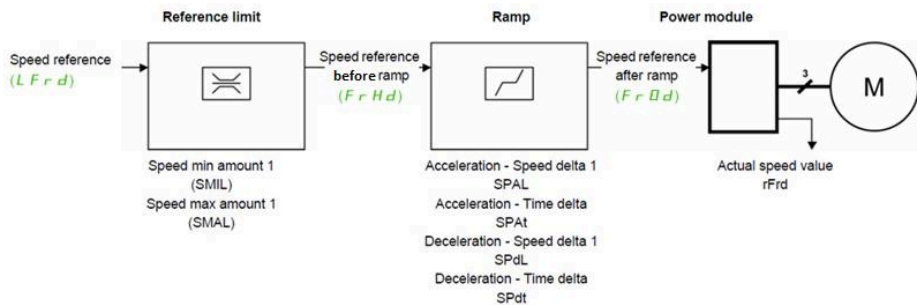 Reference limit
Ramp
Power module
Speed reference
(LFrd)
Speed reference
before ramp
(FrHd)
Speed reference
after ramp
(FrOd)
3
M
Speed min amount 1
(SMIL)
Speed max amount 1
(SMAL)
Acceleration - Speed delta 1
SPAL
Acceleration - Time delta
SPAt
Deceleration - Speed delta 1
SPdL
Deceleration - Time delta
SPdt
Actual speed value
rFrd